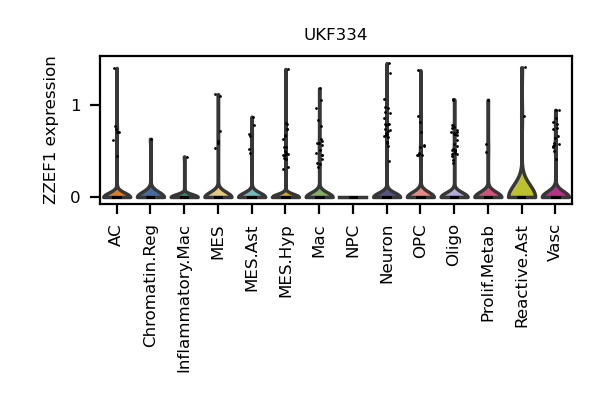 UKF334
ZZEF1 expression
1
0
AC
Chromatin.Reg
Inflammatory.Mac
MES
MES.Ast
MES.Hyp
Mac
NPC
Neuron
OPC
Oligo
Prolif.Metab
Reactive.Ast
Vasc